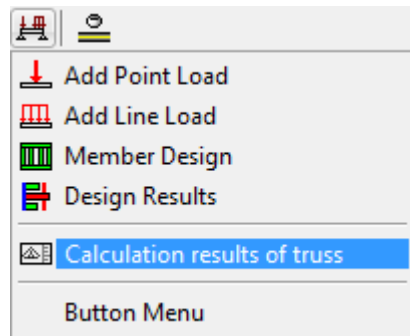 Add Point Load
Add Line Load
Member Design
Design Results
Calculation results of truss
Button Menu